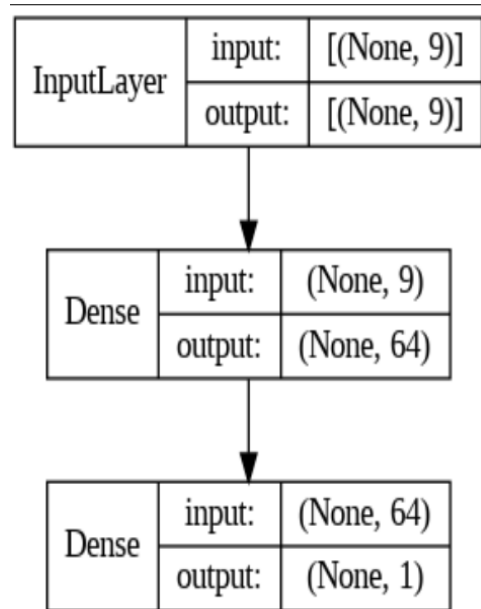 InputLayer
input:
[(None, 9)]
output:
[(None, 9)]
Dense
input:
(None, 9)
output:
(None, 64)
Dense
input:
(None, 64)
output:
(None, 1)